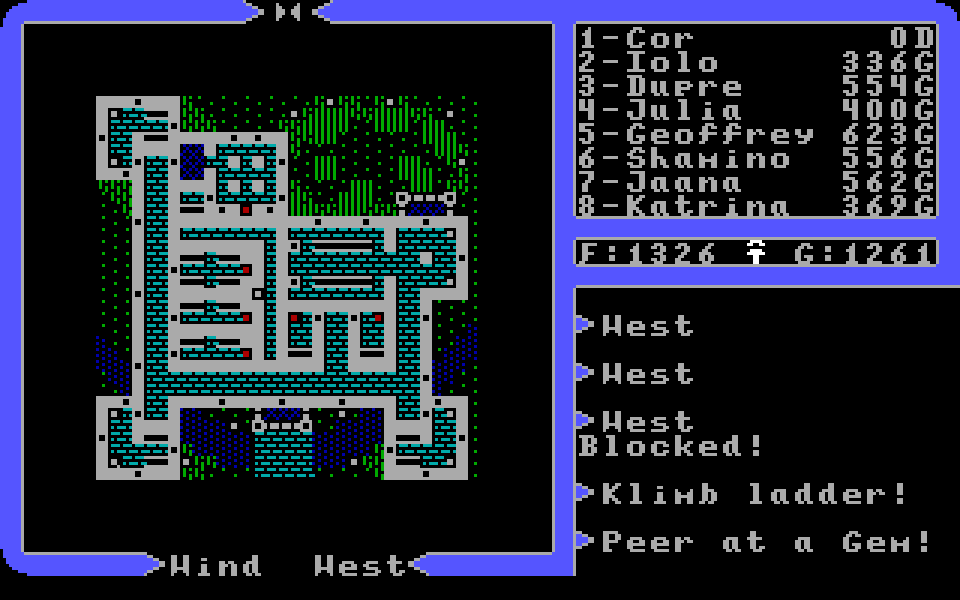 1-Cor 0D
2-Iolo 336G
3-Dupre 554G
4-Julia 400G
5-Geoffrey 623G
6-Shamino 556G
7-Jaana 562G
8-Katrina 369G
F:1326 G:1261
West
West
West
Blocked!
Klimb ladder!
Peer at a Gem!
Wind West